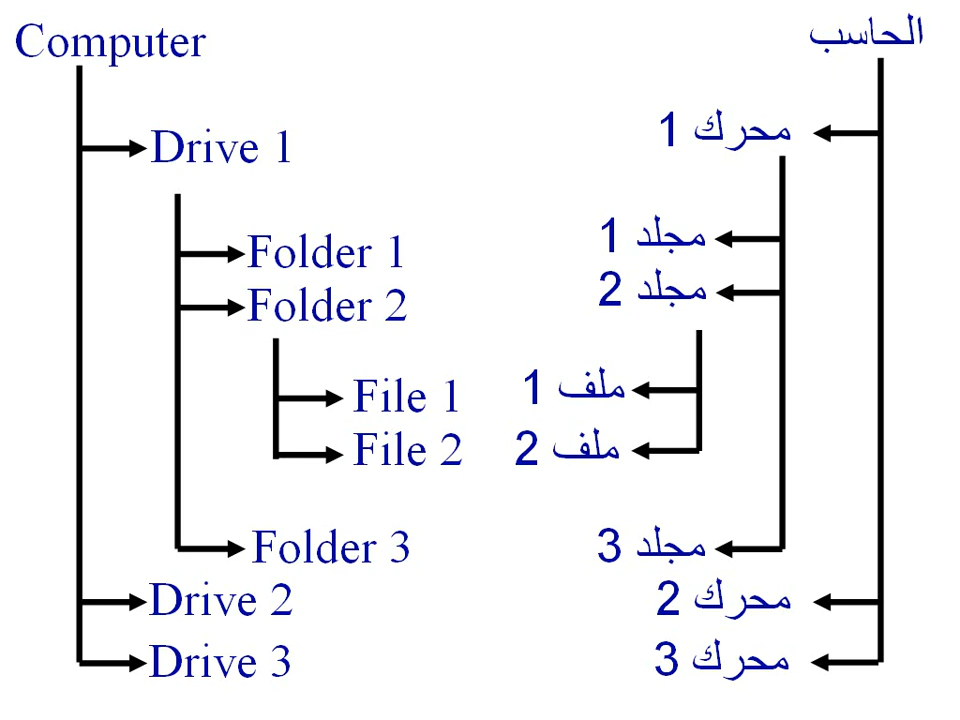 Computer
Drive 1
Folder 1
Folder 2
File 1
File 2
Folder 3
Drive 2
Drive 3
الحاسب
محرك 1
مجلد 1
مجلد 2
ملف 1
ملف 2
مجلد 3
محرك 2
محرك 3